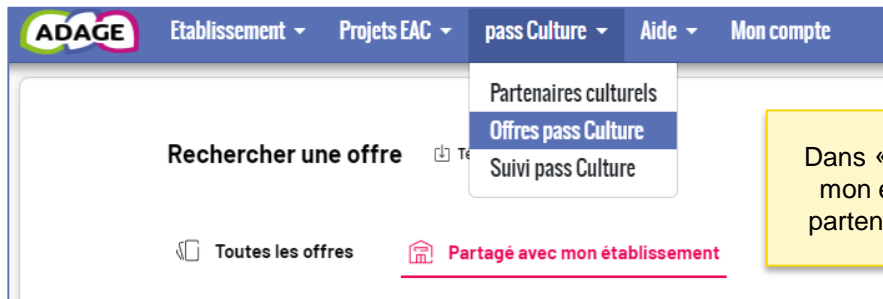 ADAGE Etablissement Projets EAC pass Culture Aide Mon compte
Partenaires culturels
Offres pass Culture
Suivi pass Culture
Rechercher une offre
Toutes les offres Partagé avec mon établissement
Dans «
mon
parten